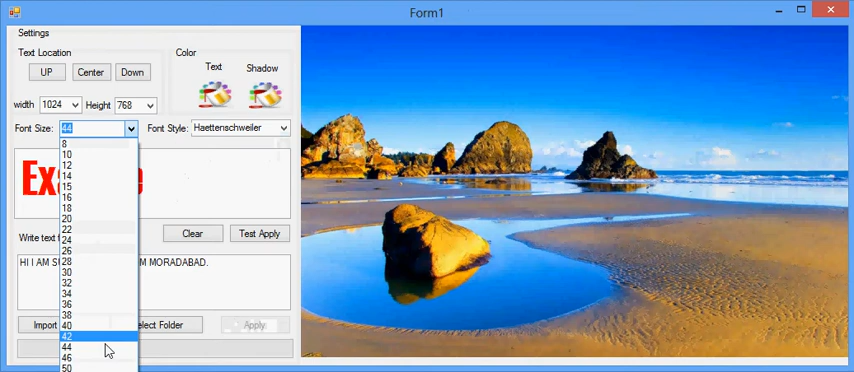 Form1
Settings
Text Location
Color
UP
Center
Down
Text
Shadow
width
1024
Height
768
Font Size:
44
Font Style:
Haettenschweiler
8
10
12
14
15
16
18
20
22
24
26
28
30
32
34
36
38
40
42
44
46
50
Write text
Clear
Test Apply
HI I AM
M MORADABAD.
Import
elect Folder
Apply